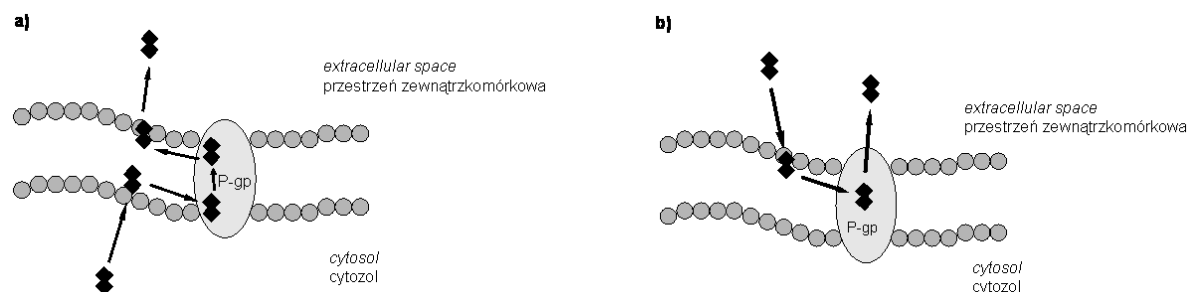 a)
extracellular space
przestrzeń zewnątrzkomórkowa
P-gp
cytosol
cytozol
b)
extracellular space
przestrzeń zewnątrzkomórkowa
P-gp
cytosol
cytozol